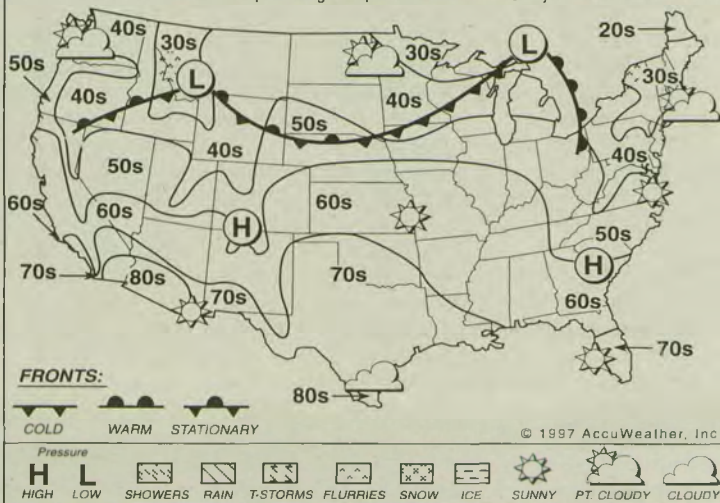 40s
20s
30s
30s
50s
L
L
30s
40s
40s
50s
40s
40s
50s
60s
60s
60s
50s
H
H
70s
80s
70s
70s
60s
70s
FRONTS:
80s
COLD WARM STATIONARY
© 1997 AccuWeather, Inc
Pressure
H L
HIGH LOW SHOWERS RAIN T-STORMS FLURRIES SNOW ICE SUNNY PT. CLOUDY CLOUDY